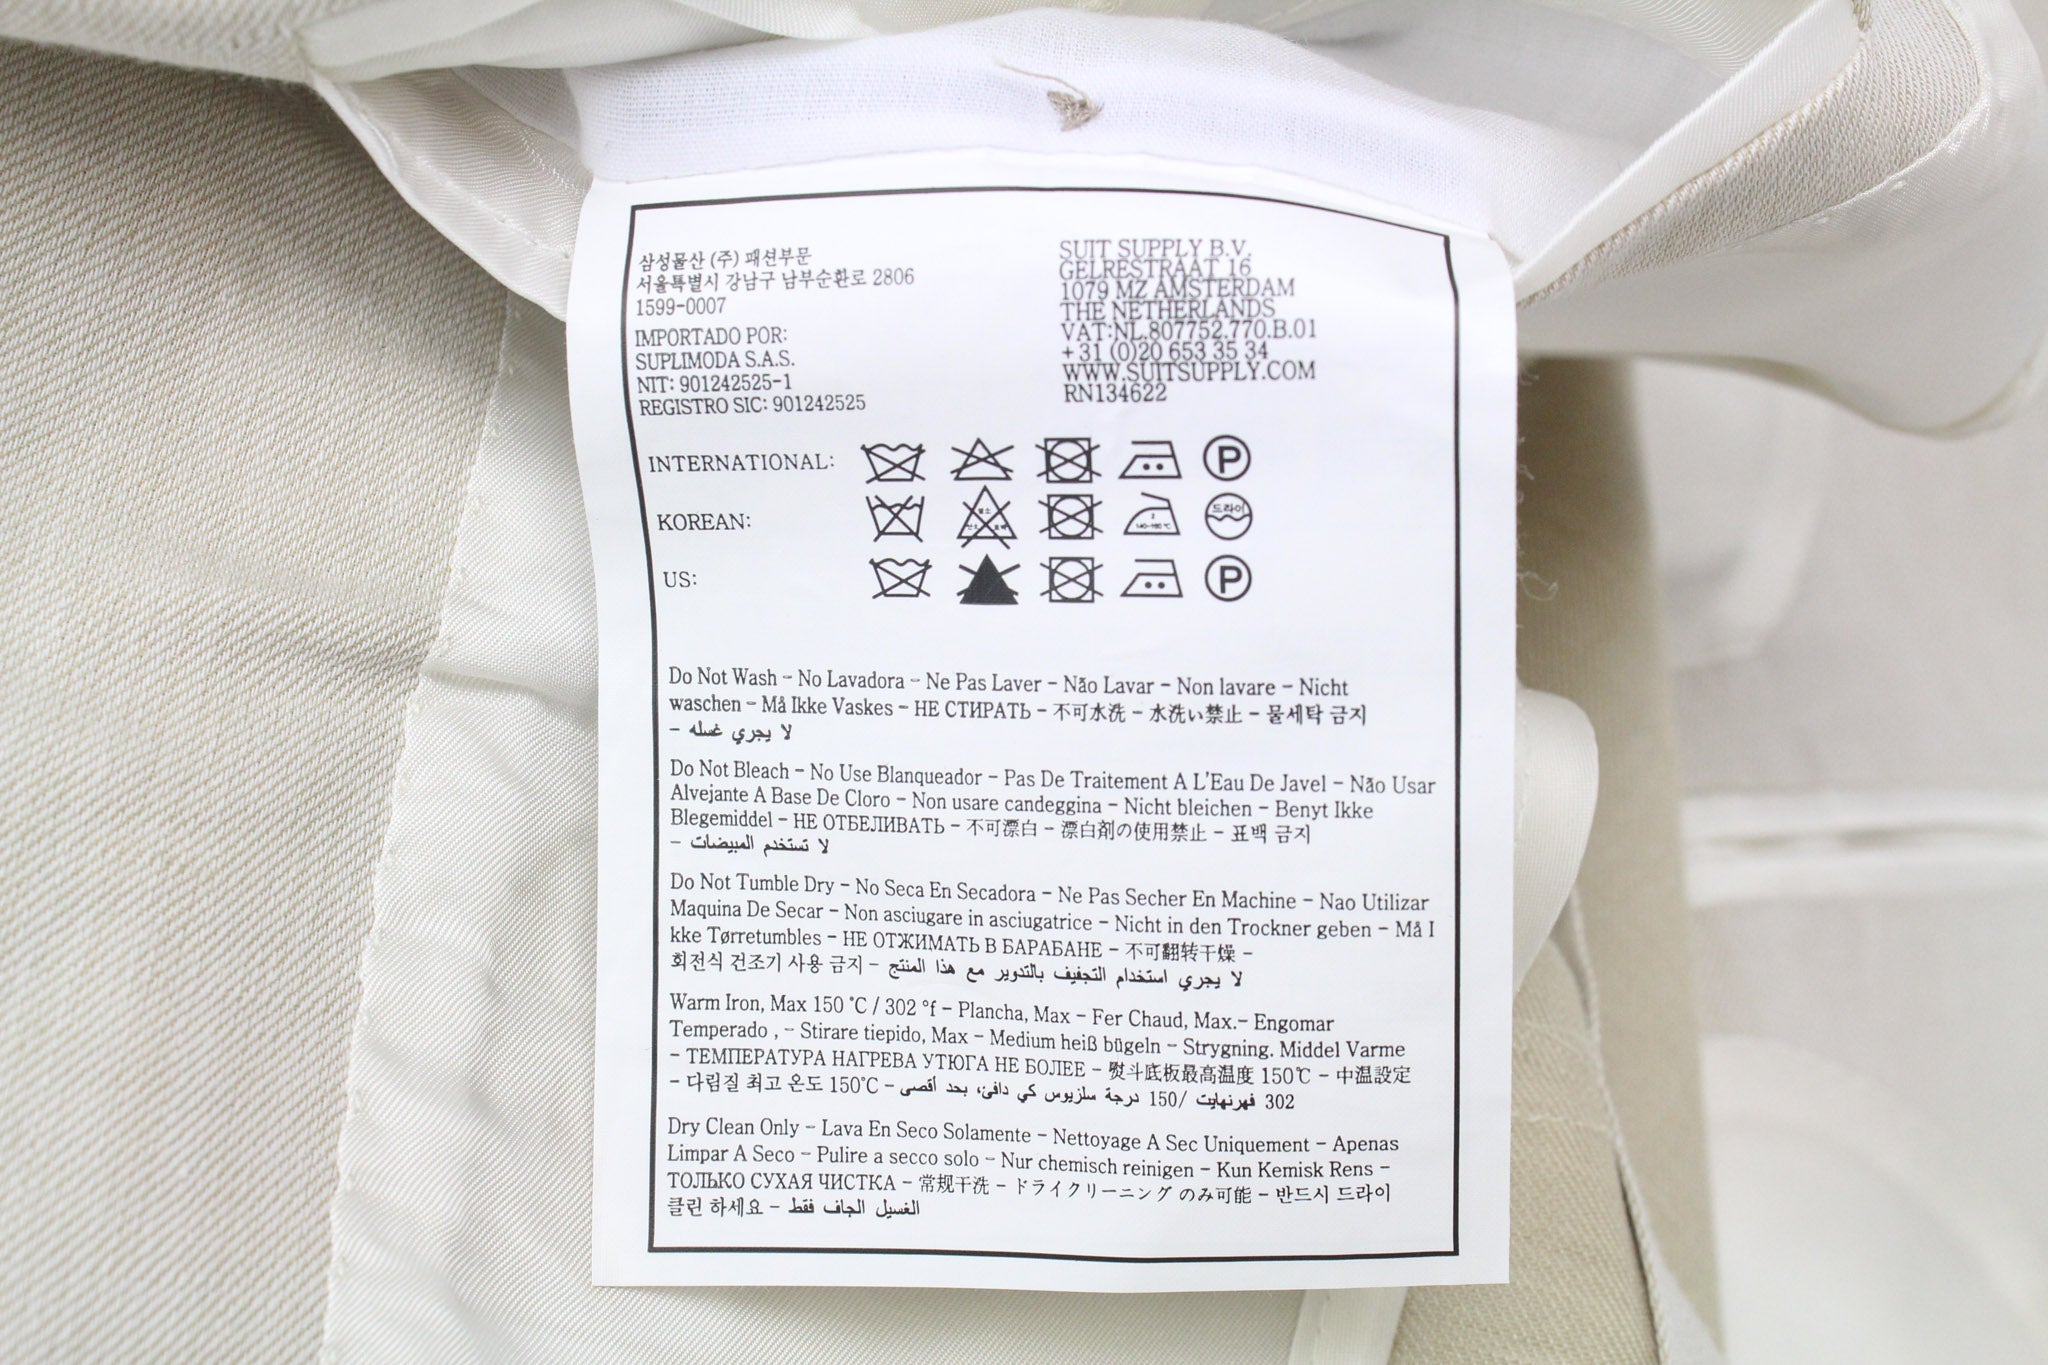 삼성물산 (주) 패션부문
서울특별시 강남구 남부순환로 2806
1599-0007
IMPORTADO POR:
SUPLIMODA S.A.S.
NIT: 901242525-1
REGISTRO SIC: 901242525
SUIT SUPPLY B.V.
GELRESTRAAT 16
1079 MZ AMSTERDAM
THE NETHERLANDS
VAT:NL.807752.770.B.01
+31 (0)20 653 35 34
WWW.SUITSUPPLY.COM
RN134622
INTERNATIONAL: P
KOREAN: 드라이
US: P
Do Not Wash - No Lavadora - Ne Pas Laver - Não Lavar - Non lavare - Nicht
waschen - Må Ikke Vaskes - НЕ СТИРАТЬ - 不可水洗 - 水洗い禁止 - 물세탁 금지
- لا يجري غسله
Do Not Bleach - No Use Blanqueador - Pas De Traitement A L'Eau De Javel - Não Usar
Alvejante A Base De Cloro - Non usare candeggina - Nicht bleichen - Benyt Ikke
Blegemiddel - НЕ ОТБЕЛИВАТЬ - 不可漂白 - 漂白剤の使用禁止 - 표백 금지
- لا تستخدم المبيضات
Do Not Tumble Dry - No Seca En Secadora - Ne Pas Secher En Machine - Nao Utilizar
Maquina De Secar - Non asciugare in asciugatrice - Nicht in den Trockner geben - Må I
kke Tørretumbles - НЕ ОТЖИМАТЬ В БАРАБАНЕ - 不可翻转干燥 -
회전식 건조기 사용 금지 - لا يجري استخدام التجفيف بالتدوير مع هذا المنتج
Warm Iron, Max 150 °C / 302 °f - Plancha, Max - Fer Chaud, Max.- Engomar
Temperado , - Stirare tiepido, Max - Medium heiß bügeln - Strygning. Middel Varme
- ТЕМПЕРАТУРА НАГРЕВА УТЮГА НЕ БОЛЕЕ - 熨斗底板最高温度 150℃ - 中温設定
- 다림질 최고 온도 150°C - 302 فهرنهايت /150 درجة سلزيوس كي دافئ، بحد أقصى
Dry Clean Only - Lava En Seco Solamente - Nettoyage A Sec Uniquement - Apenas
Limpar A Seco - Pulire a secco solo - Nur chemisch reinigen - Kun Kemisk Rens -
ТОЛЬКО СУХАЯ ЧИСТКА - 常规干洗 - ドライクリーニング のみ可能 - 반드시 드라이
클린 하세요 - الغسيل الجاف فقط